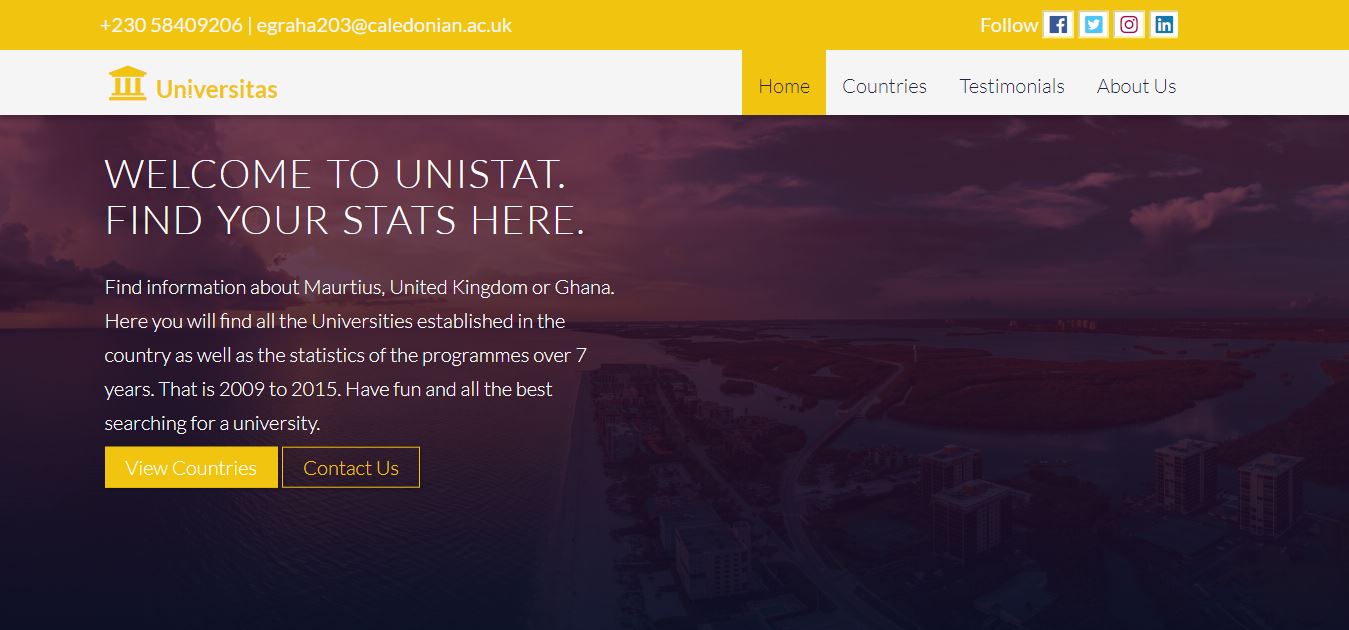 +230 58409206 | egraha203@caledonian.ac.uk
Follow
Universitas
Home
Countries
Testimonials
About Us
WELCOME TO UNISTAT.
FIND YOUR STATS HERE.
Find information about Maurtius, United Kingdom or Ghana.
Here you will find all the Universities established in the
country as well as the statistics of the programmes over 7
years. That is 2009 to 2015. Have fun and all the best
searching for a university.
View Countries
Contact Us